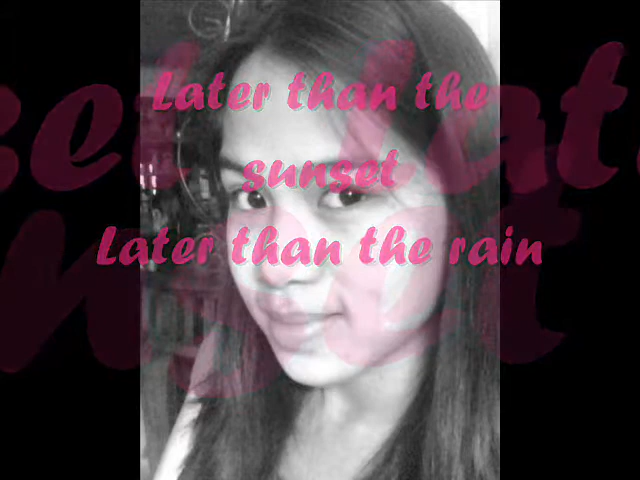 Later than the
sunset
Later than the rain